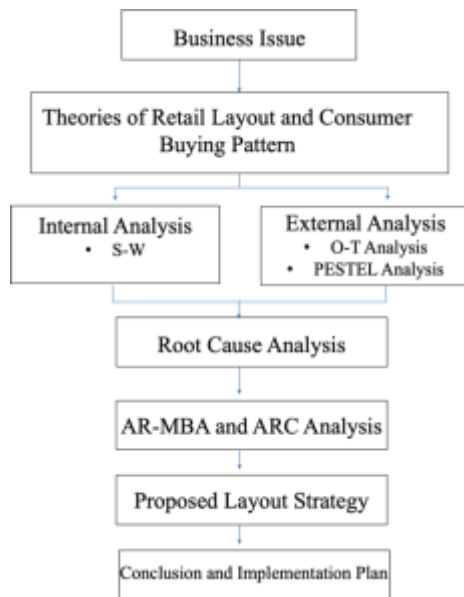 Business Issue
Theories of Retail Layout and Consumer
Buying Pattern
Internal Analysis
• S-W
External Analysis
• O-T Analysis
• PESTEL Analysis
Root Cause Analysis
AR-MBA and ARC Analysis
Proposed Layout Strategy
Conclusion and Implementation Plan